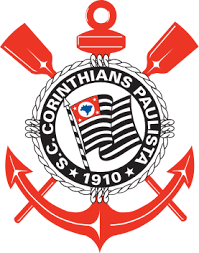 S. C. CORINTHIANS PAULISTA
1910